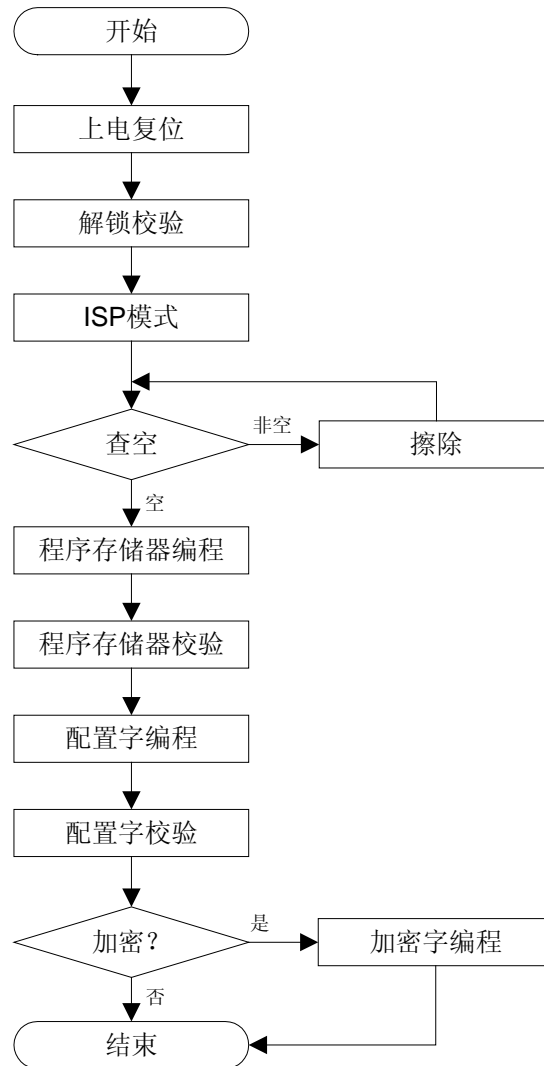 开始
上电复位
解锁校验
ISP模式
查空
非空
擦除
空
程序存储器编程
程序存储器校验
配置字编程
配置字校验
加密?
是
加密字编程
否
结束